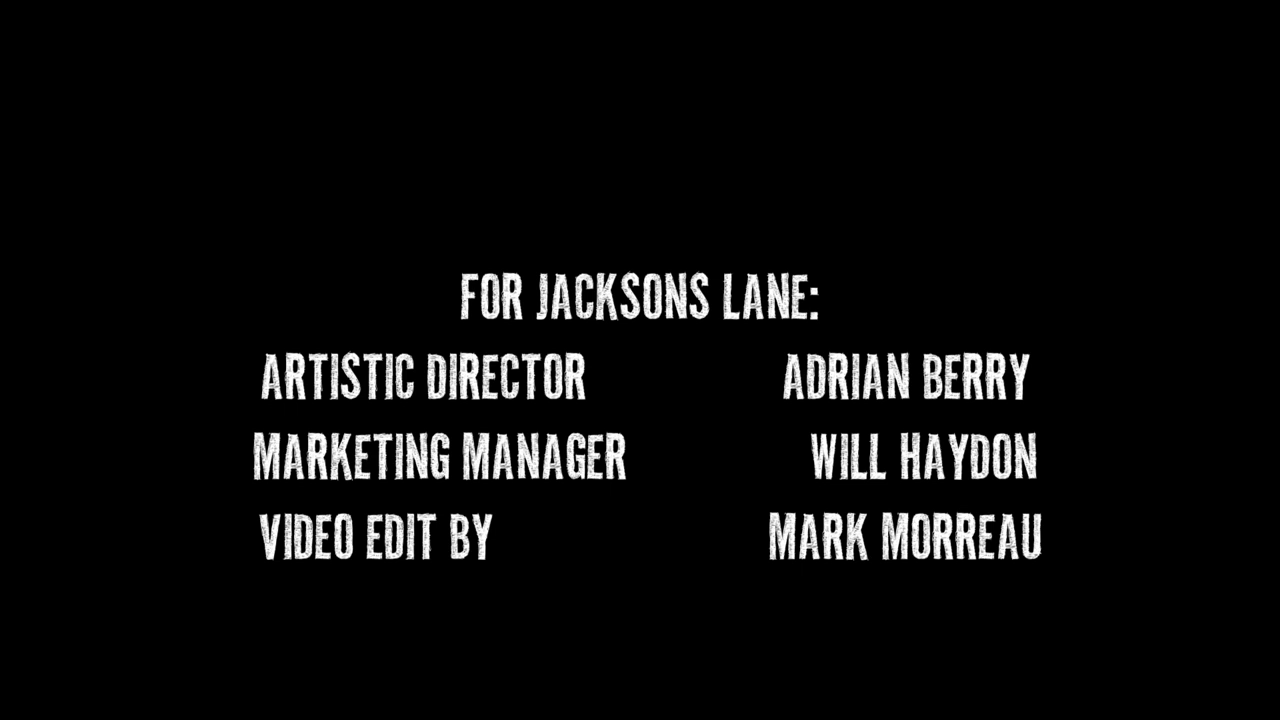 FOR JACKSONS LANE:
ARTISTIC DIRECTOR ADRIAN BERRY
MARKETING MANAGER WILL HAYDON
VIDEO EDIT BY MARK MORREAU